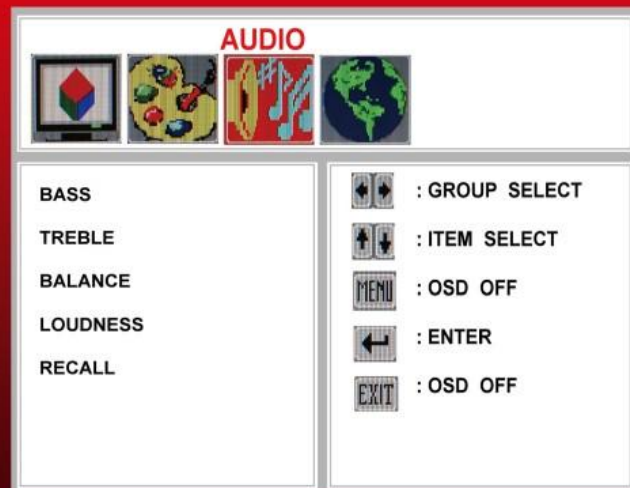 AUDIO
BASS
TREBLE
BALANCE
LOUDNESS
RECALL
: GROUP SELECT
: ITEM SELECT
MENU : OSD OFF
: ENTER
EXIT : OSD OFF